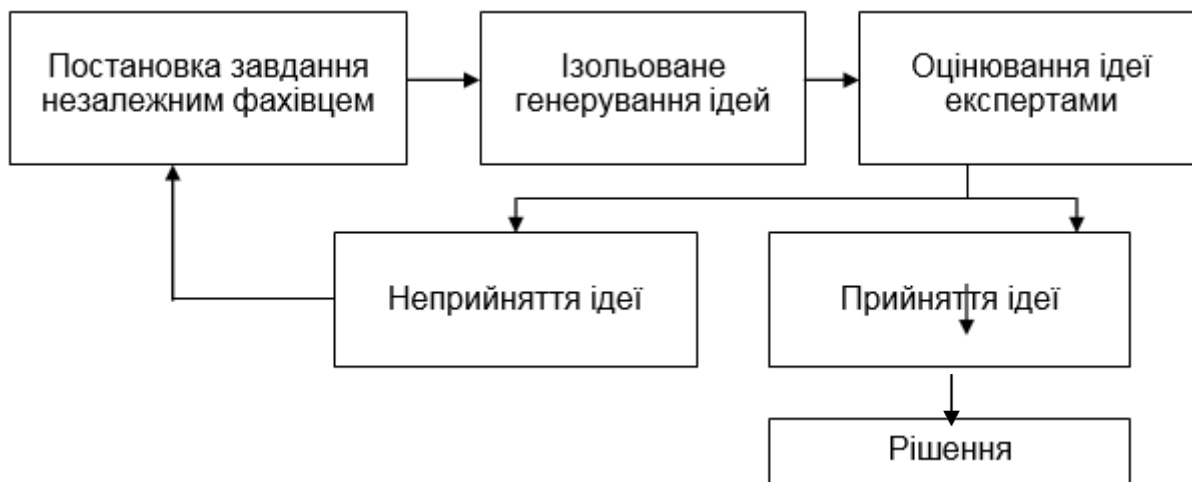 Постановка завдання
незалежним фахівцем
Ізольоване
генерування ідей
Оцінювання ідеї
експертами
Неприйняття ідеї
Прийняття ідеї
Рішення